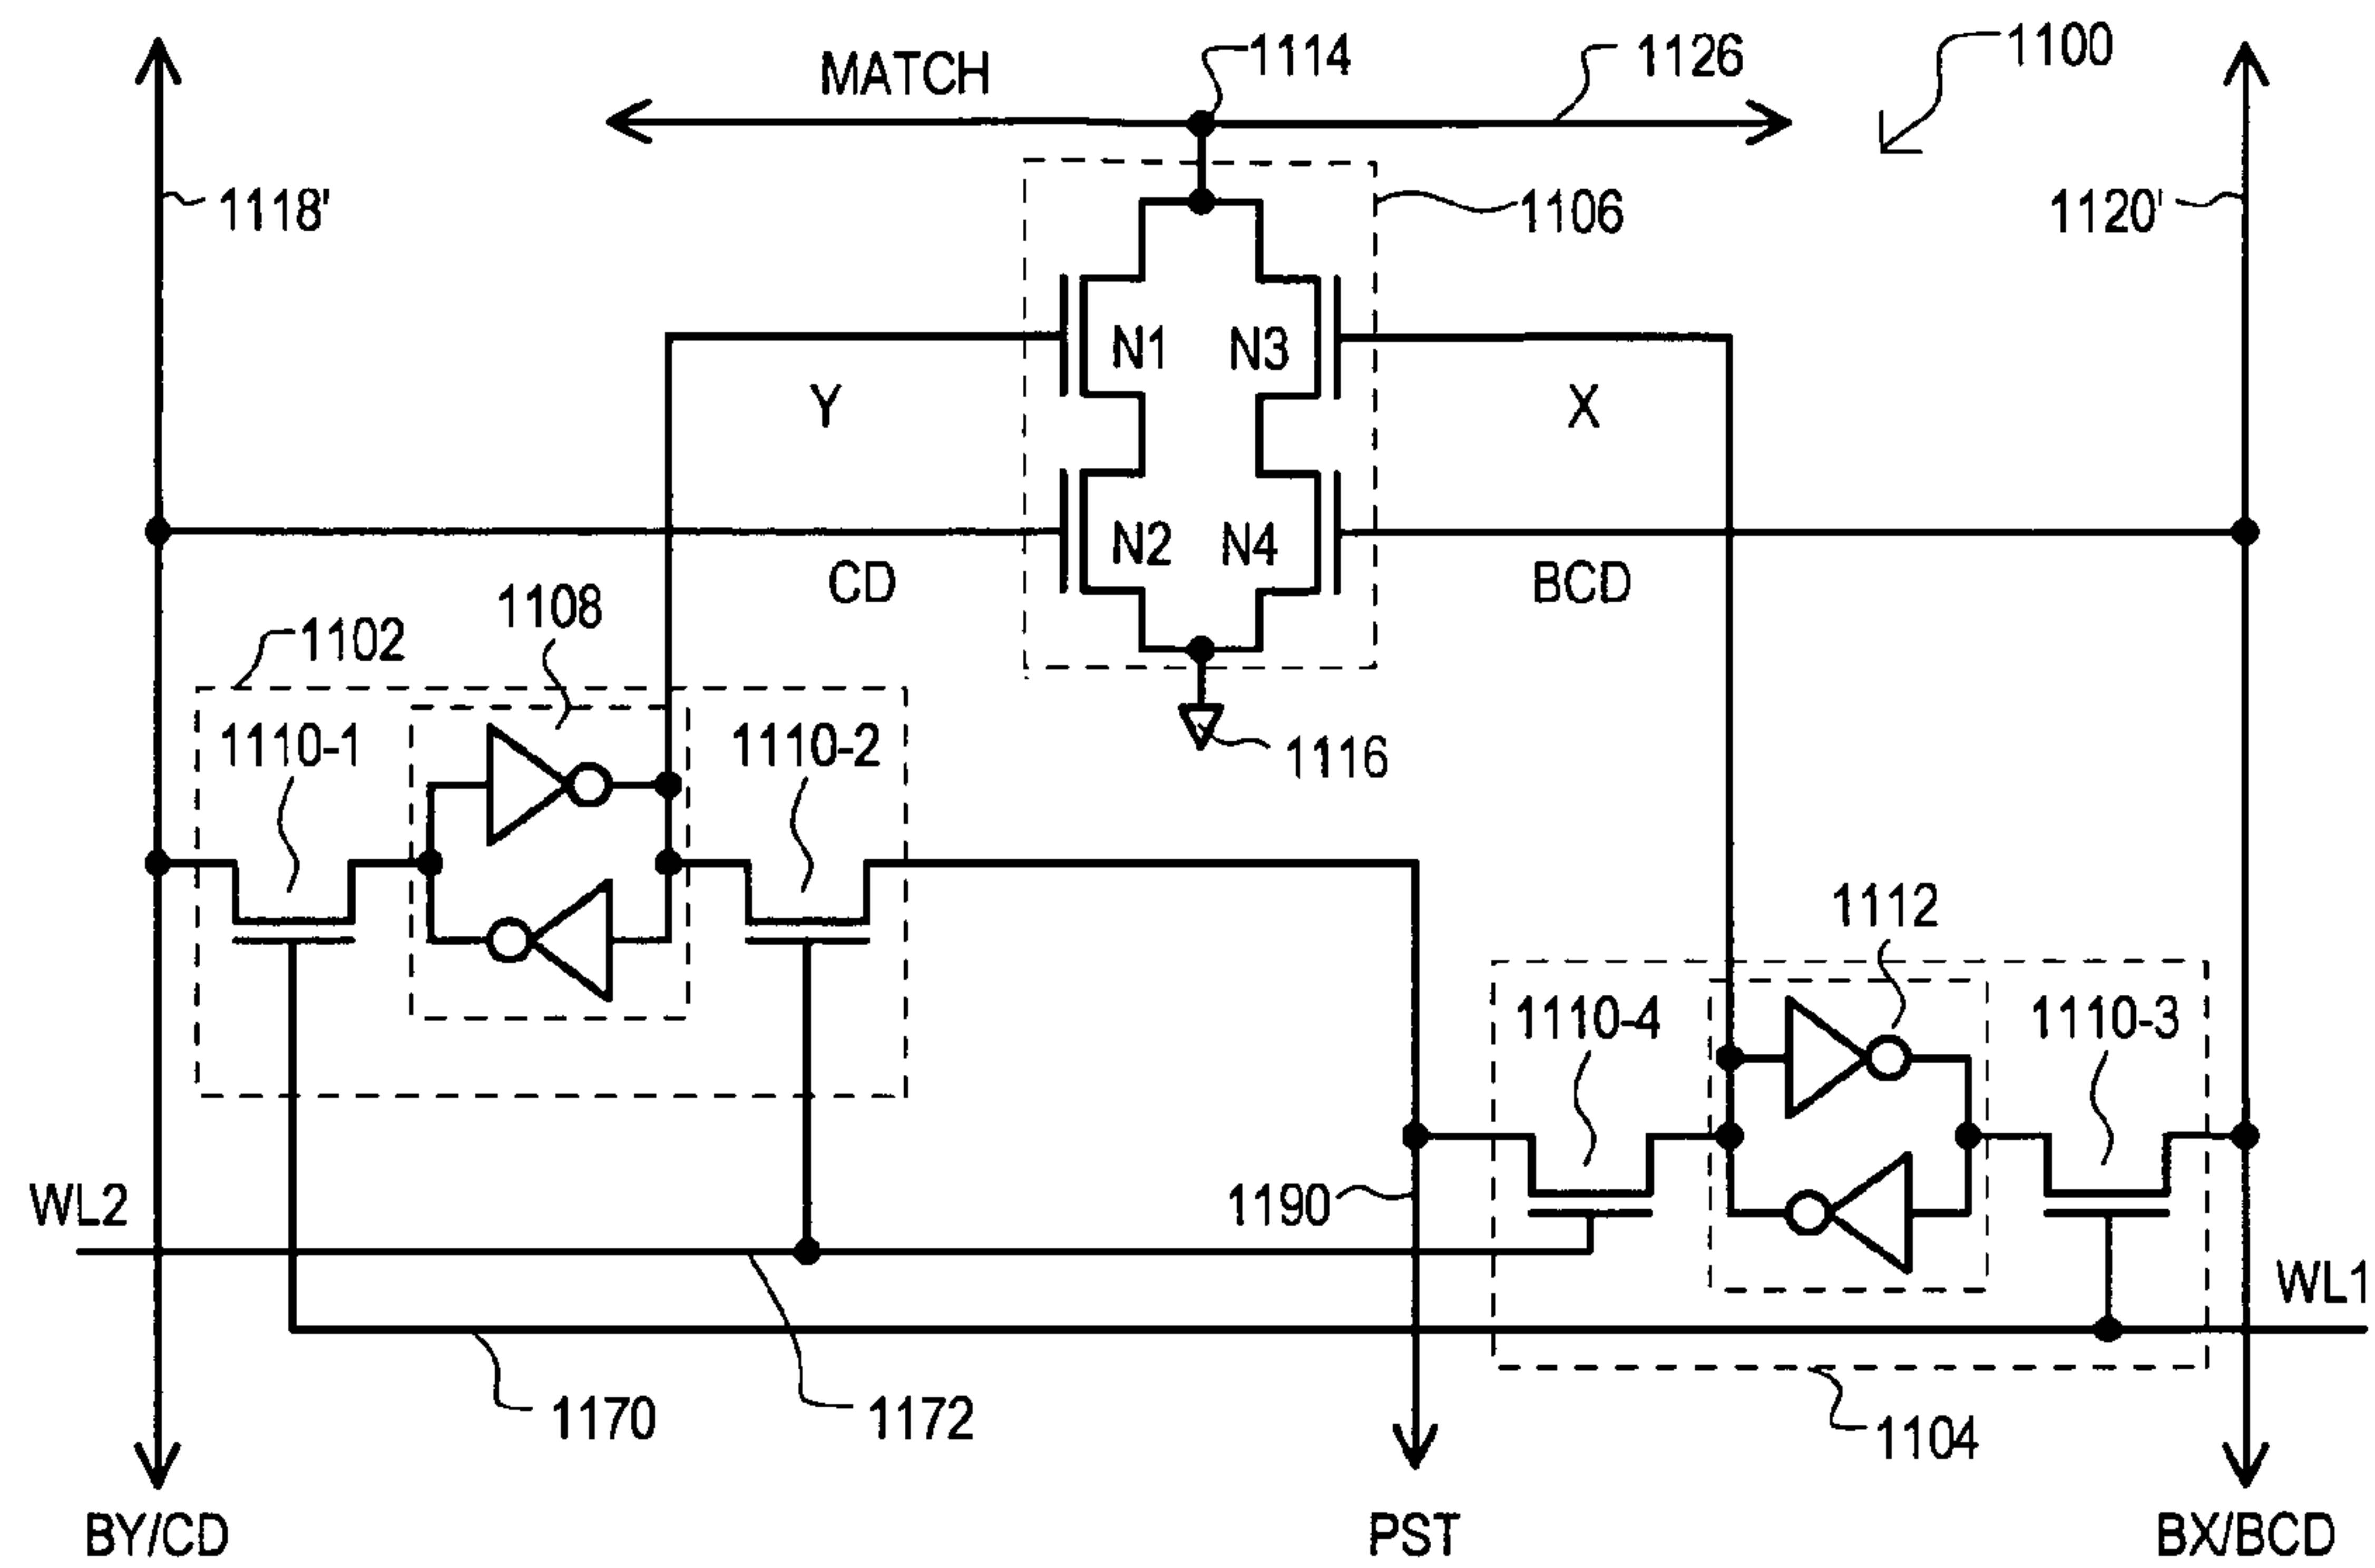 MATCH
1114
1126
1100
1118'
1106
1120'
N1
N3
Y
X
N2
N4
CD
BCD
1108
1102
1110-1
1110-2
1116
1112
1110-4
1110-3
WL2
1190
WL1
1170
1172
1104
BY/CD
PST
BX/BCD